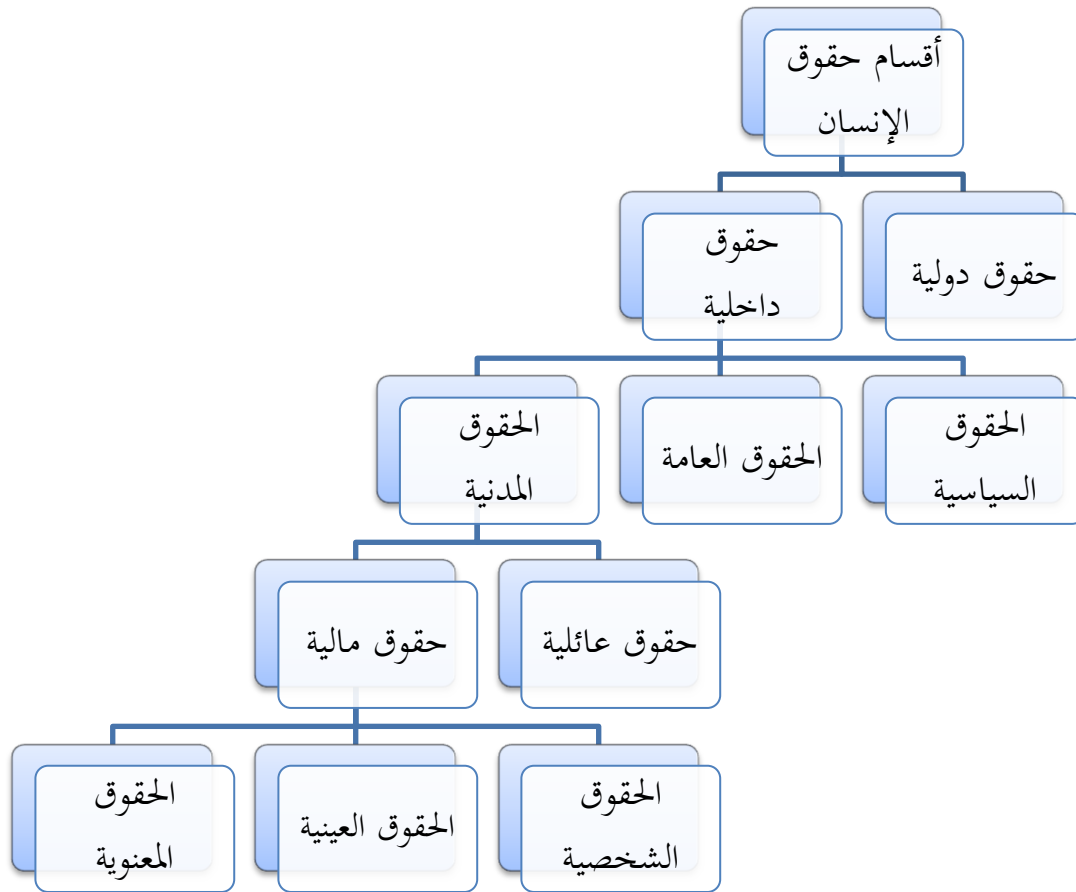 أقسام حقوق
الإنسان
حقوق دولية
حقوق
داخلية
الحقوق
السياسية
الحقوق العامة
الحقوق
المدنية
حقوق عائلية
حقوق مالية
الحقوق
الشخصية
الحقوق العينية
الحقوق
المعنوية